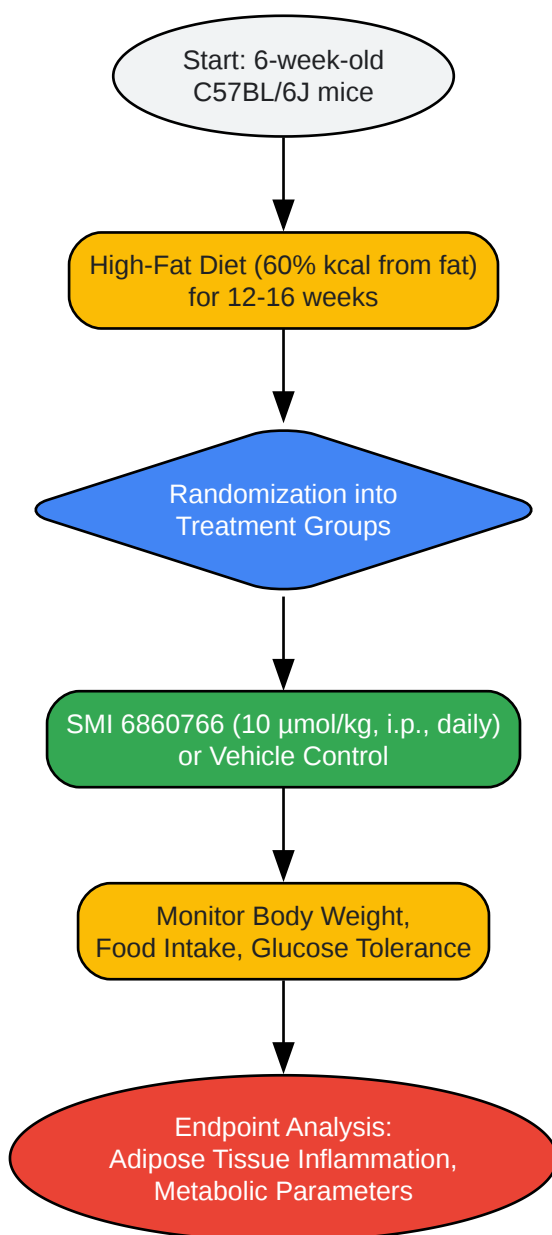 Start: 6-week-old
C57BL/6J mice
High-Fat Diet (60% kcal from fat)
for 12-16 weeks
Randomization into
Treatment Groups
SMI 6860766 (10 µmol/kg, i.p., daily)
or Vehicle Control
Monitor Body Weight,
Food Intake, Glucose Tolerance
Endpoint Analysis:
Adipose Tissue Inflammation,
Metabolic Parameters